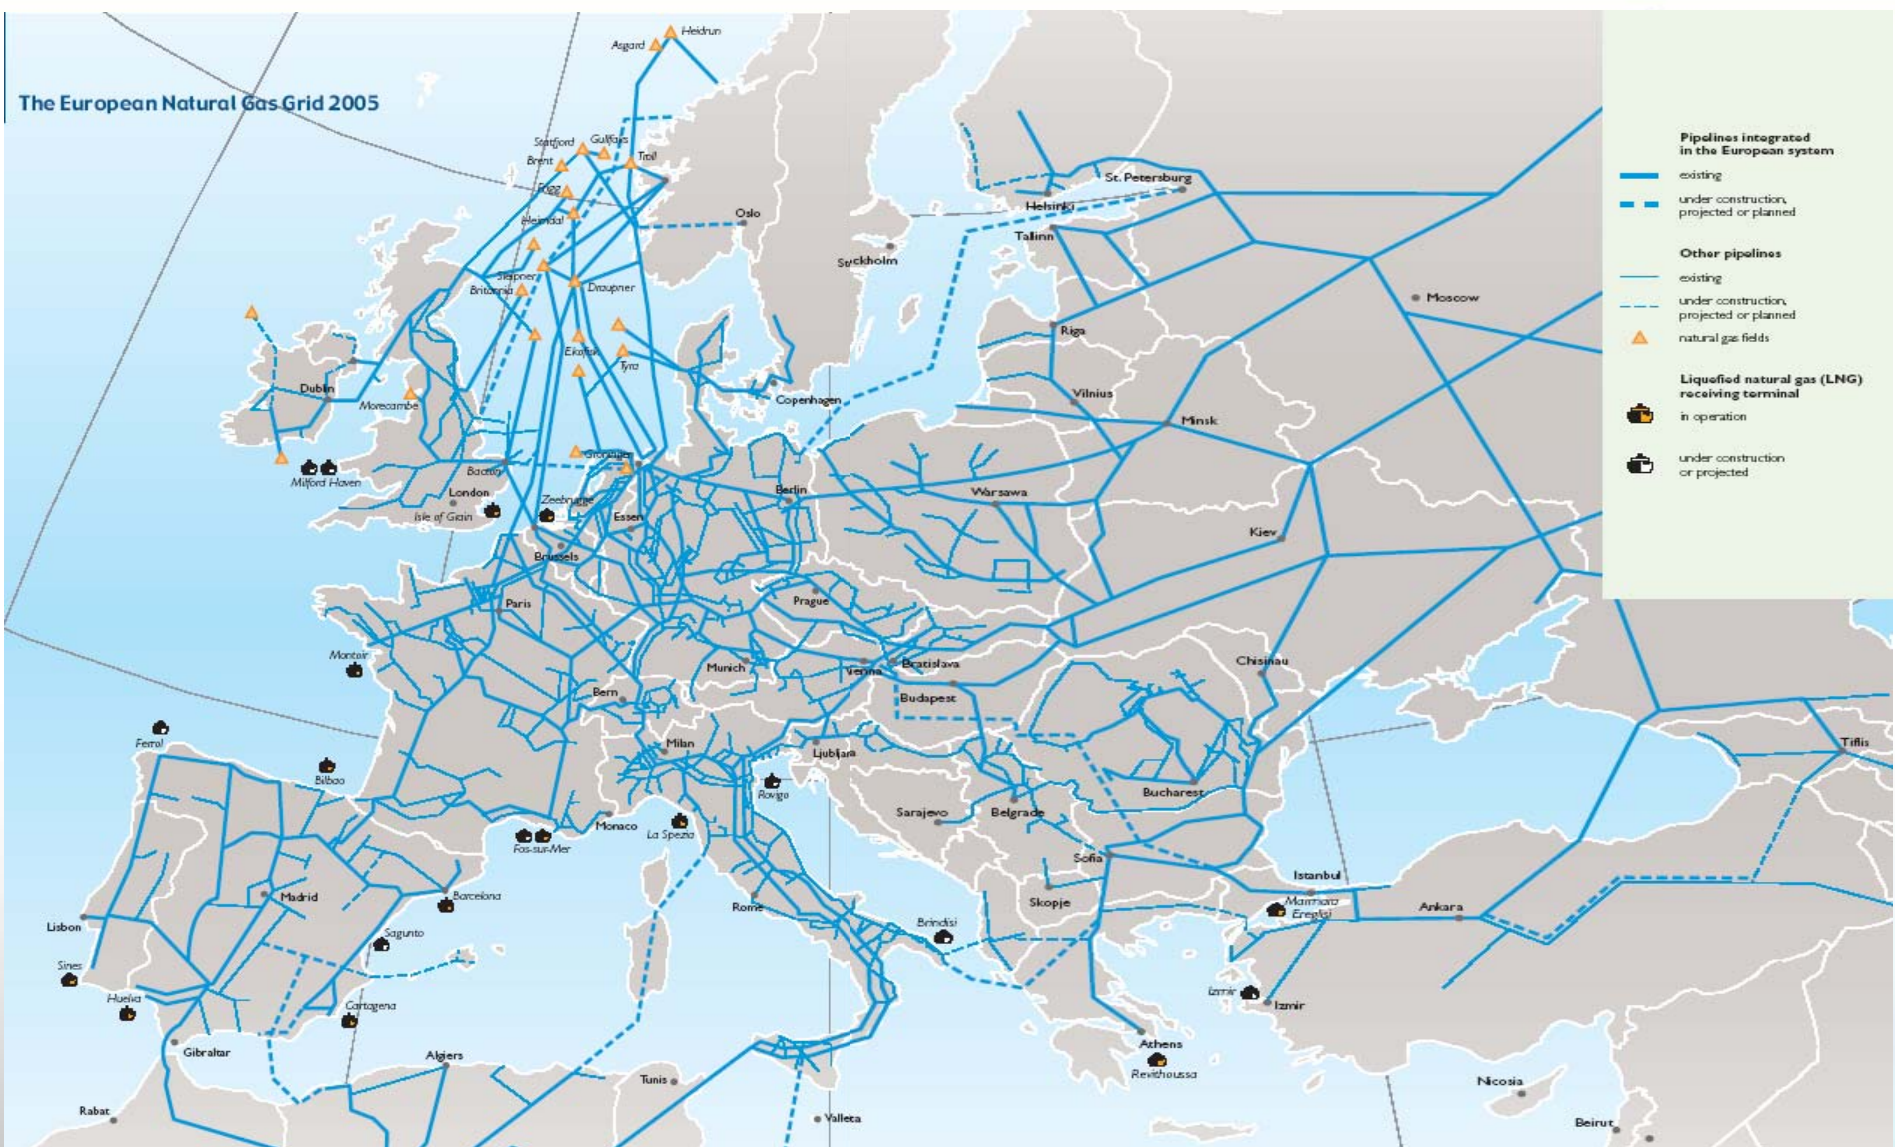 The European Natural Gas Grid 2005
Heidrun
Asgard
Statfjord
Gullfaks
Brent
Troll
Frigg
Heimdal
Sleipner
Britannia
Draupner
Ekofisk
Tyra
Oslo
Stockholm
Helsinki
St. Petersburg
Tallinn
Riga
Moscow
Vilnius
Minsk
Copenhagen
Dublin
Morecambe
Milford Haven
Bacton
London
Isle of Grain
Groningen
Zeebrugge
Essen
Brussels
Berlin
Warsawa
Kiev
Paris
Prague
Montoir
Munich
Vienna
Bratislava
Budapest
Chisinau
Bern
Milan
Ljubljana
Rovigo
Ferrol
Bilbao
Monaco
La Spezia
Fos-sur-Mer
Sarajevo
Belgrade
Bucharest
Tiflis
Sofia
Skopje
Istanbul
Marmara
Ereglisi
Ankara
Madrid
Barcelona
Lisbon
Sagunto
Sines
Huelva
Cartagena
Gibraltar
Rome
Brindisi
Izmir
Izmir
Athens
Revithoussa
Algiers
Tunis
Rabat
Valleta
Nicosia
Beirut
Pipelines integrated
in the European system
existing
under construction,
projected or planned
Other pipelines
existing
under construction,
projected or planned
natural gas fields
Liquefied natural gas (LNG)
receiving terminal
in operation
under construction
or projected